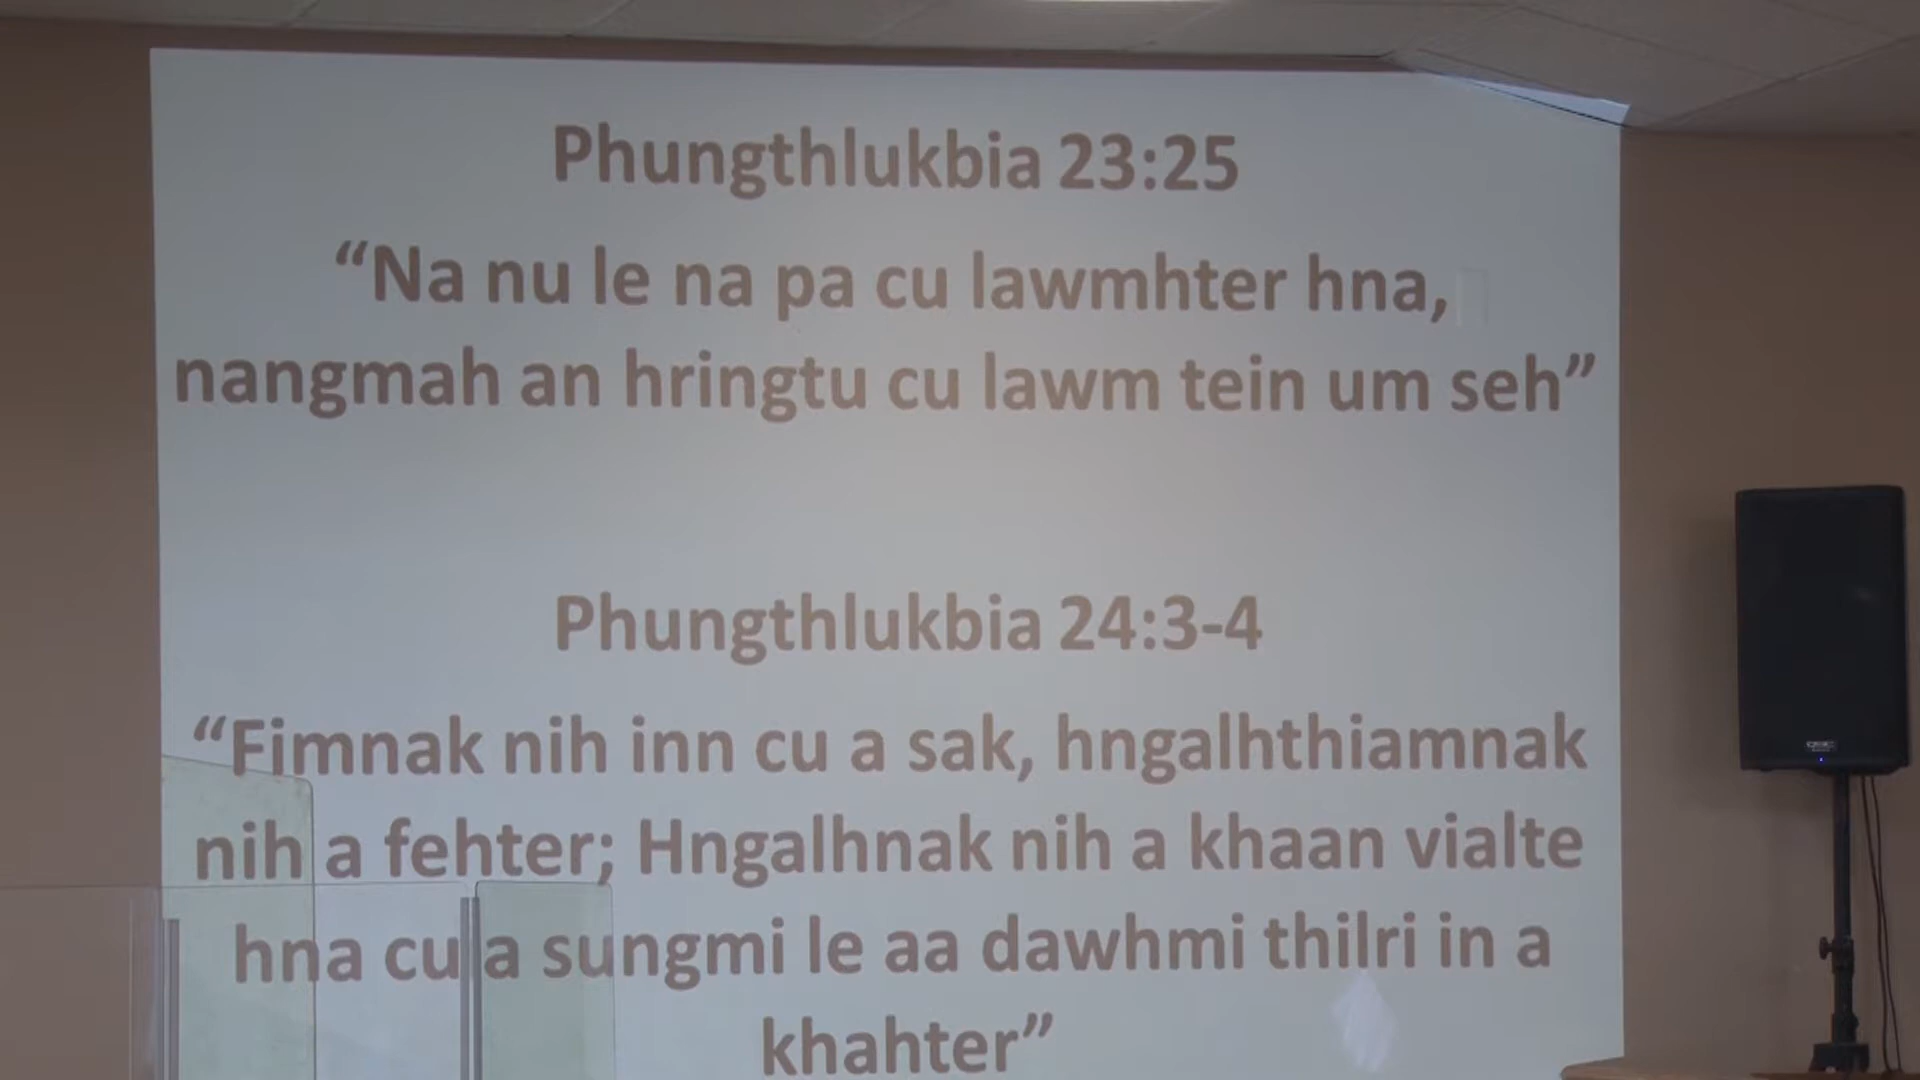 Phungthlukbia 23:25
“Na nu le na pa cu lawmhter hna,
nangmah an hringtu cu lawm tein um seh”
Phungthlukbia 24:3-4
“Fimnak nih inn cu a sak, hngalhthiamnak
nih a fehter; Hngalhnak nih a khaan vialte
hna cu a sungmi le aa dawhmi thilri in a
khahter”